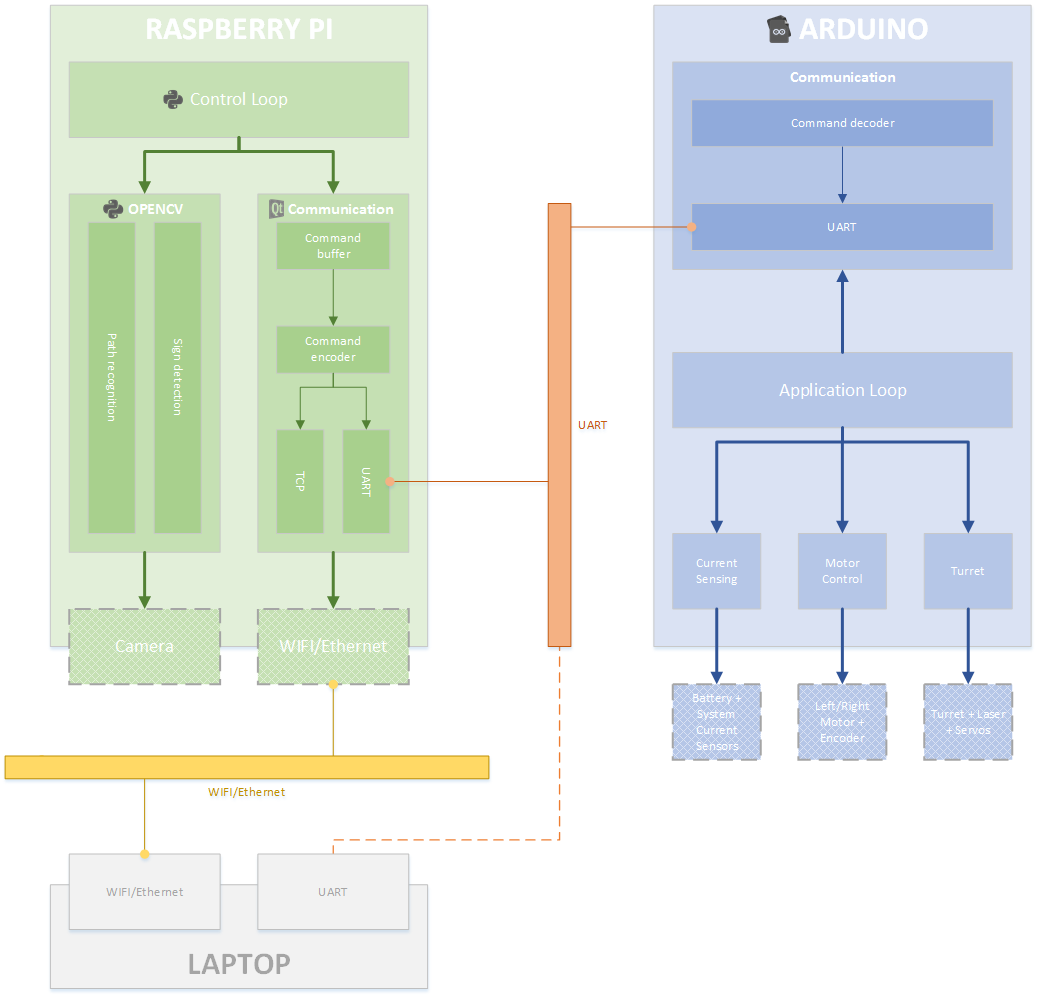 RASPBERRY PI
Control Loop
OPENCV
Path recognition
Sign detection
Qt
Communication
Command
buffer
Command
encoder
TCP
UART
Camera
WIFI/Ethernet
UART
ARDUINO
Communication
Command decoder
UART
Application Loop
Current
Sensing
Motor
Control
Turret
Battery +
System
Current
Sensors
Left/Right
Motor +
Encoder
Turret + Laser
+ Servos
WIFI/Ethernet
WIFI/Ethernet
UART
LAPTOP